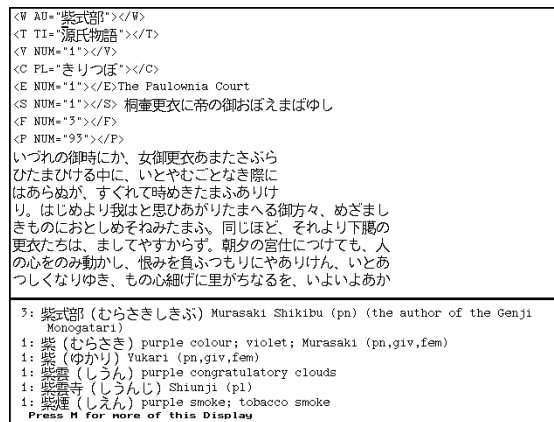 <W AU="紫式部"></W>
<T TI="源氏物語"></T>
<V NUM="1"></V>
<C PL="きりつぼ"></C>
<E NUM="1"></E>The Paulownia Court
<S NUM="1"></S> 桐壷更衣に帝の御おぼえまばゆし
<F NUM="3"></F>
<P NUM="93"></P>
いづれの御時にか、女御更衣あまたさぶら
ひたまひける中に、いとやむごとなき際に
はあらぬが、すぐれて時めきたまふありけ
り。はじめより我はと思ひあがりたまへる御方々、めざまし
きものにおとしめそねみたまふ。同じほど、それより下臈の
更衣たちは、ましてやすからず。朝夕の宮仕につけても、人
の心をのみ動かし、恨みを負ふつもりにやありけん、いとあ
つしくなりゆき、もの心細げに里がちなるを、いよいよあか
3: 紫式部 (むらさきしきぶ) Murasaki Shikibu (pn) (the author of the Genji
Monogatari)
1: 紫 (むらさき) purple colour; violet; Murasaki (pn,giv,fem)
1: 紫 (ゆかり) Yukari (pn,giv,fem)
1: 紫雲 (しうん) purple congratulatory clouds
1: 紫雲寺 (しうんじ) Shiunji (pl)
1: 紫煙 (しえん) purple smoke; tobacco smoke
Press M for more of this Display